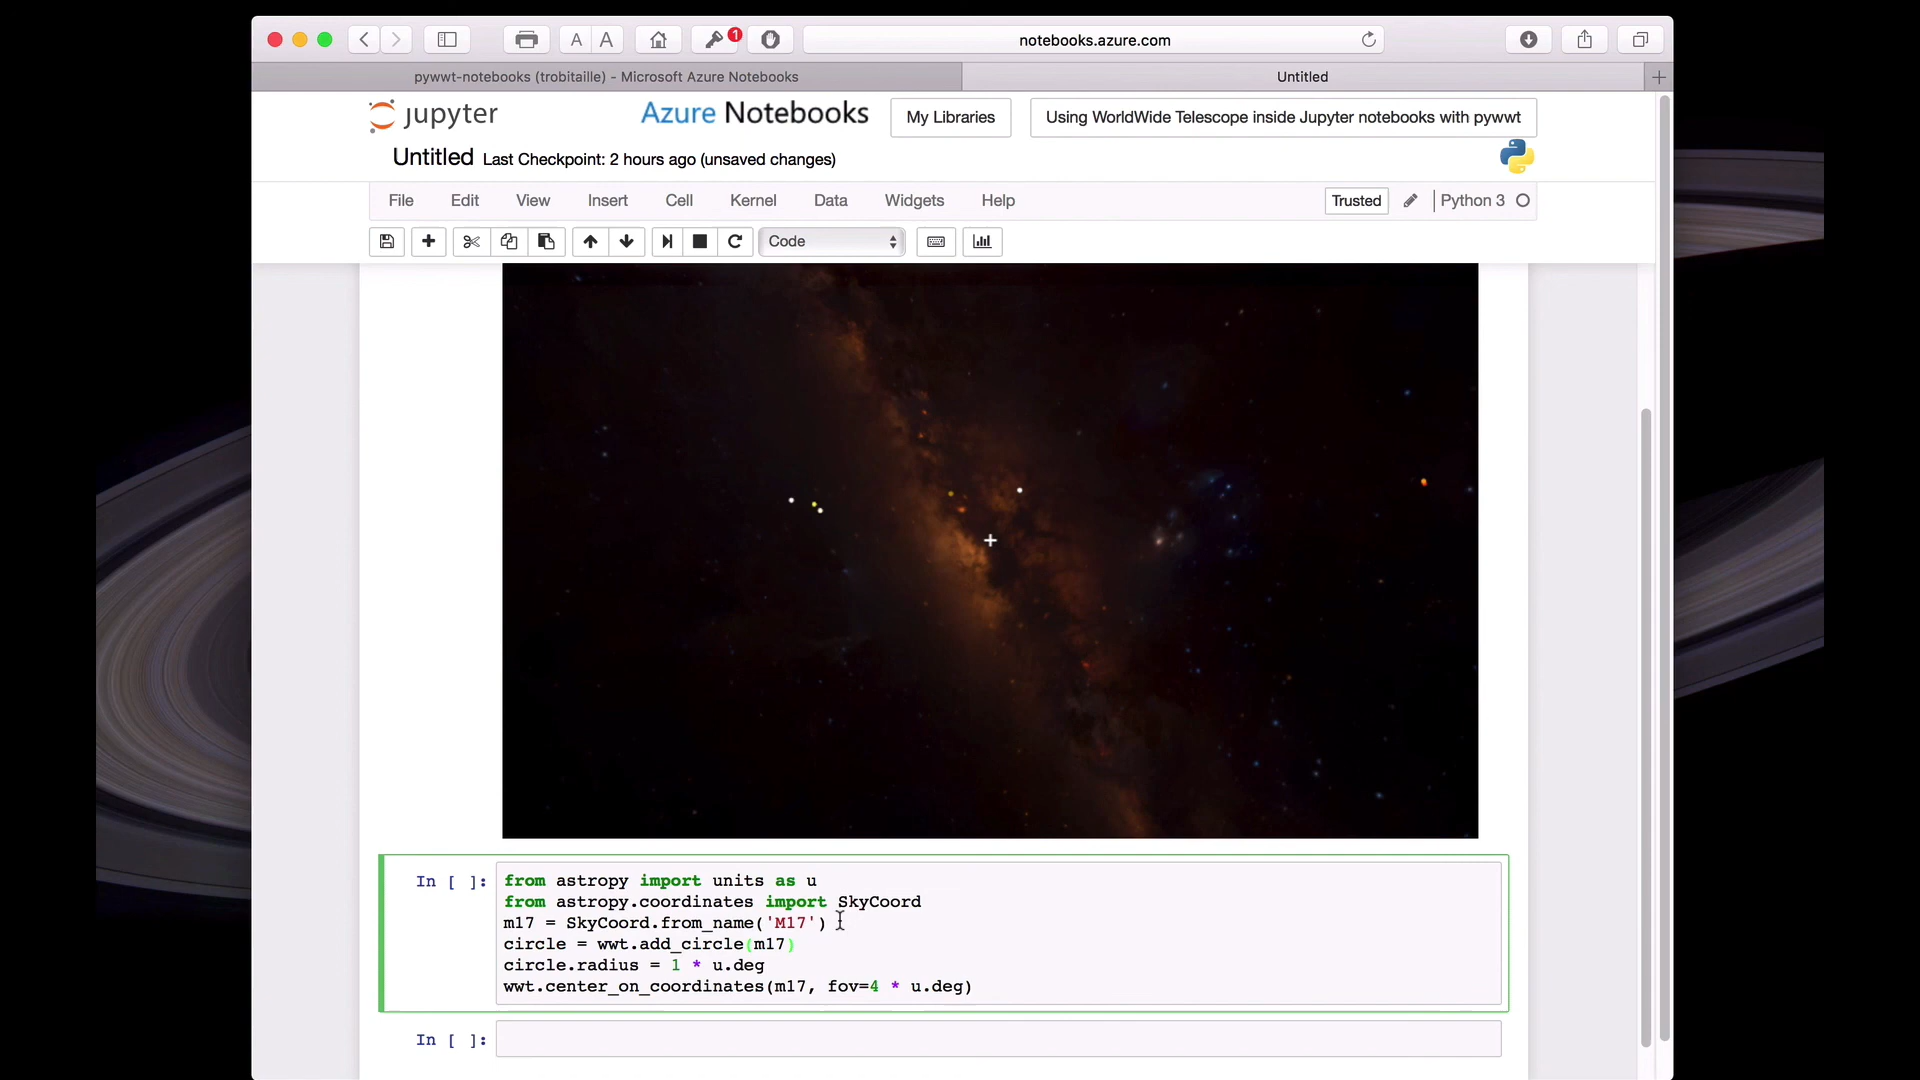 A A
1
notebooks.azure.com
pywwt-notebooks (trobitaille) - Microsoft Azure Notebooks
Untitled
jupyter
Azure Notebooks
My Libraries
Using WorldWide Telescope inside Jupyter notebooks with pywwt
Untitled Last Checkpoint: 2 hours ago (unsaved changes)
File Edit View Insert Cell Kernel Data Widgets Help
Trusted
Python 3
Code
In [ ]:
from astropy import units as u
from astropy.coordinates import SkyCoord
m17 = SkyCoord.from_name('M17')
circle = wwt.add_circle(m17)
circle.radius = 1 * u.deg
wwt.center_on_coordinates(m17, fov=4 * u.deg)
In [ ]: